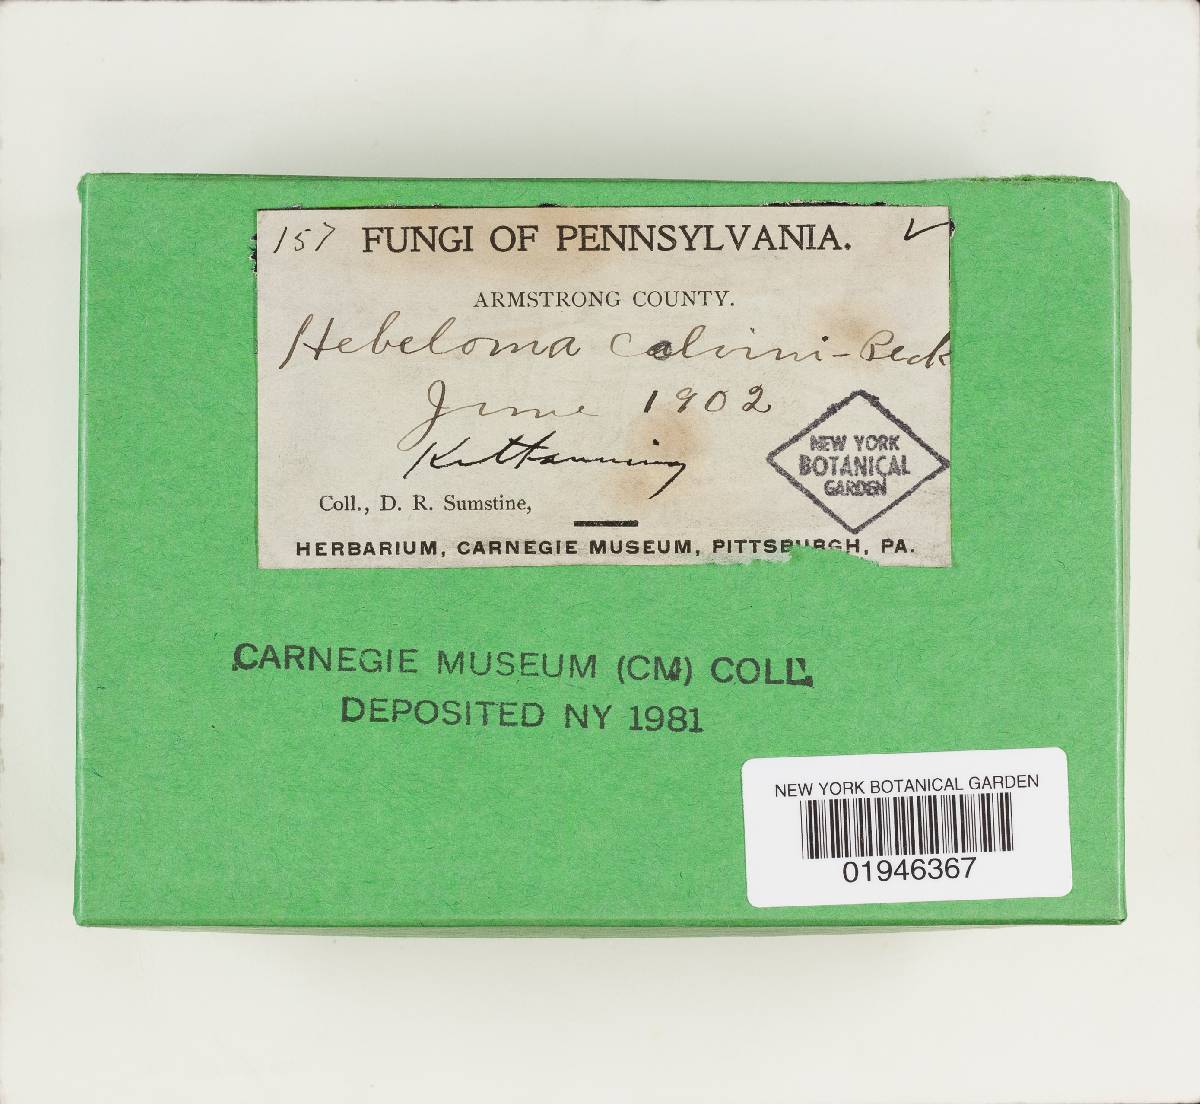 157 FUNGI OF PENNSYLVANIA.
ARMSTRONG COUNTY.
Hebeloma colvini - Peck
June 1902
Kittanning
NEW YORK
BOTANICAL
GARDEN
Coll., D. R. Sumstine,
HERBARIUM, CARNEGIE MUSEUM, PITTSBURGH, PA.
CARNEGIE MUSEUM (CM) COLL.
DEPOSITED NY 1981
NEW YORK BOTANICAL GARDEN
01946367